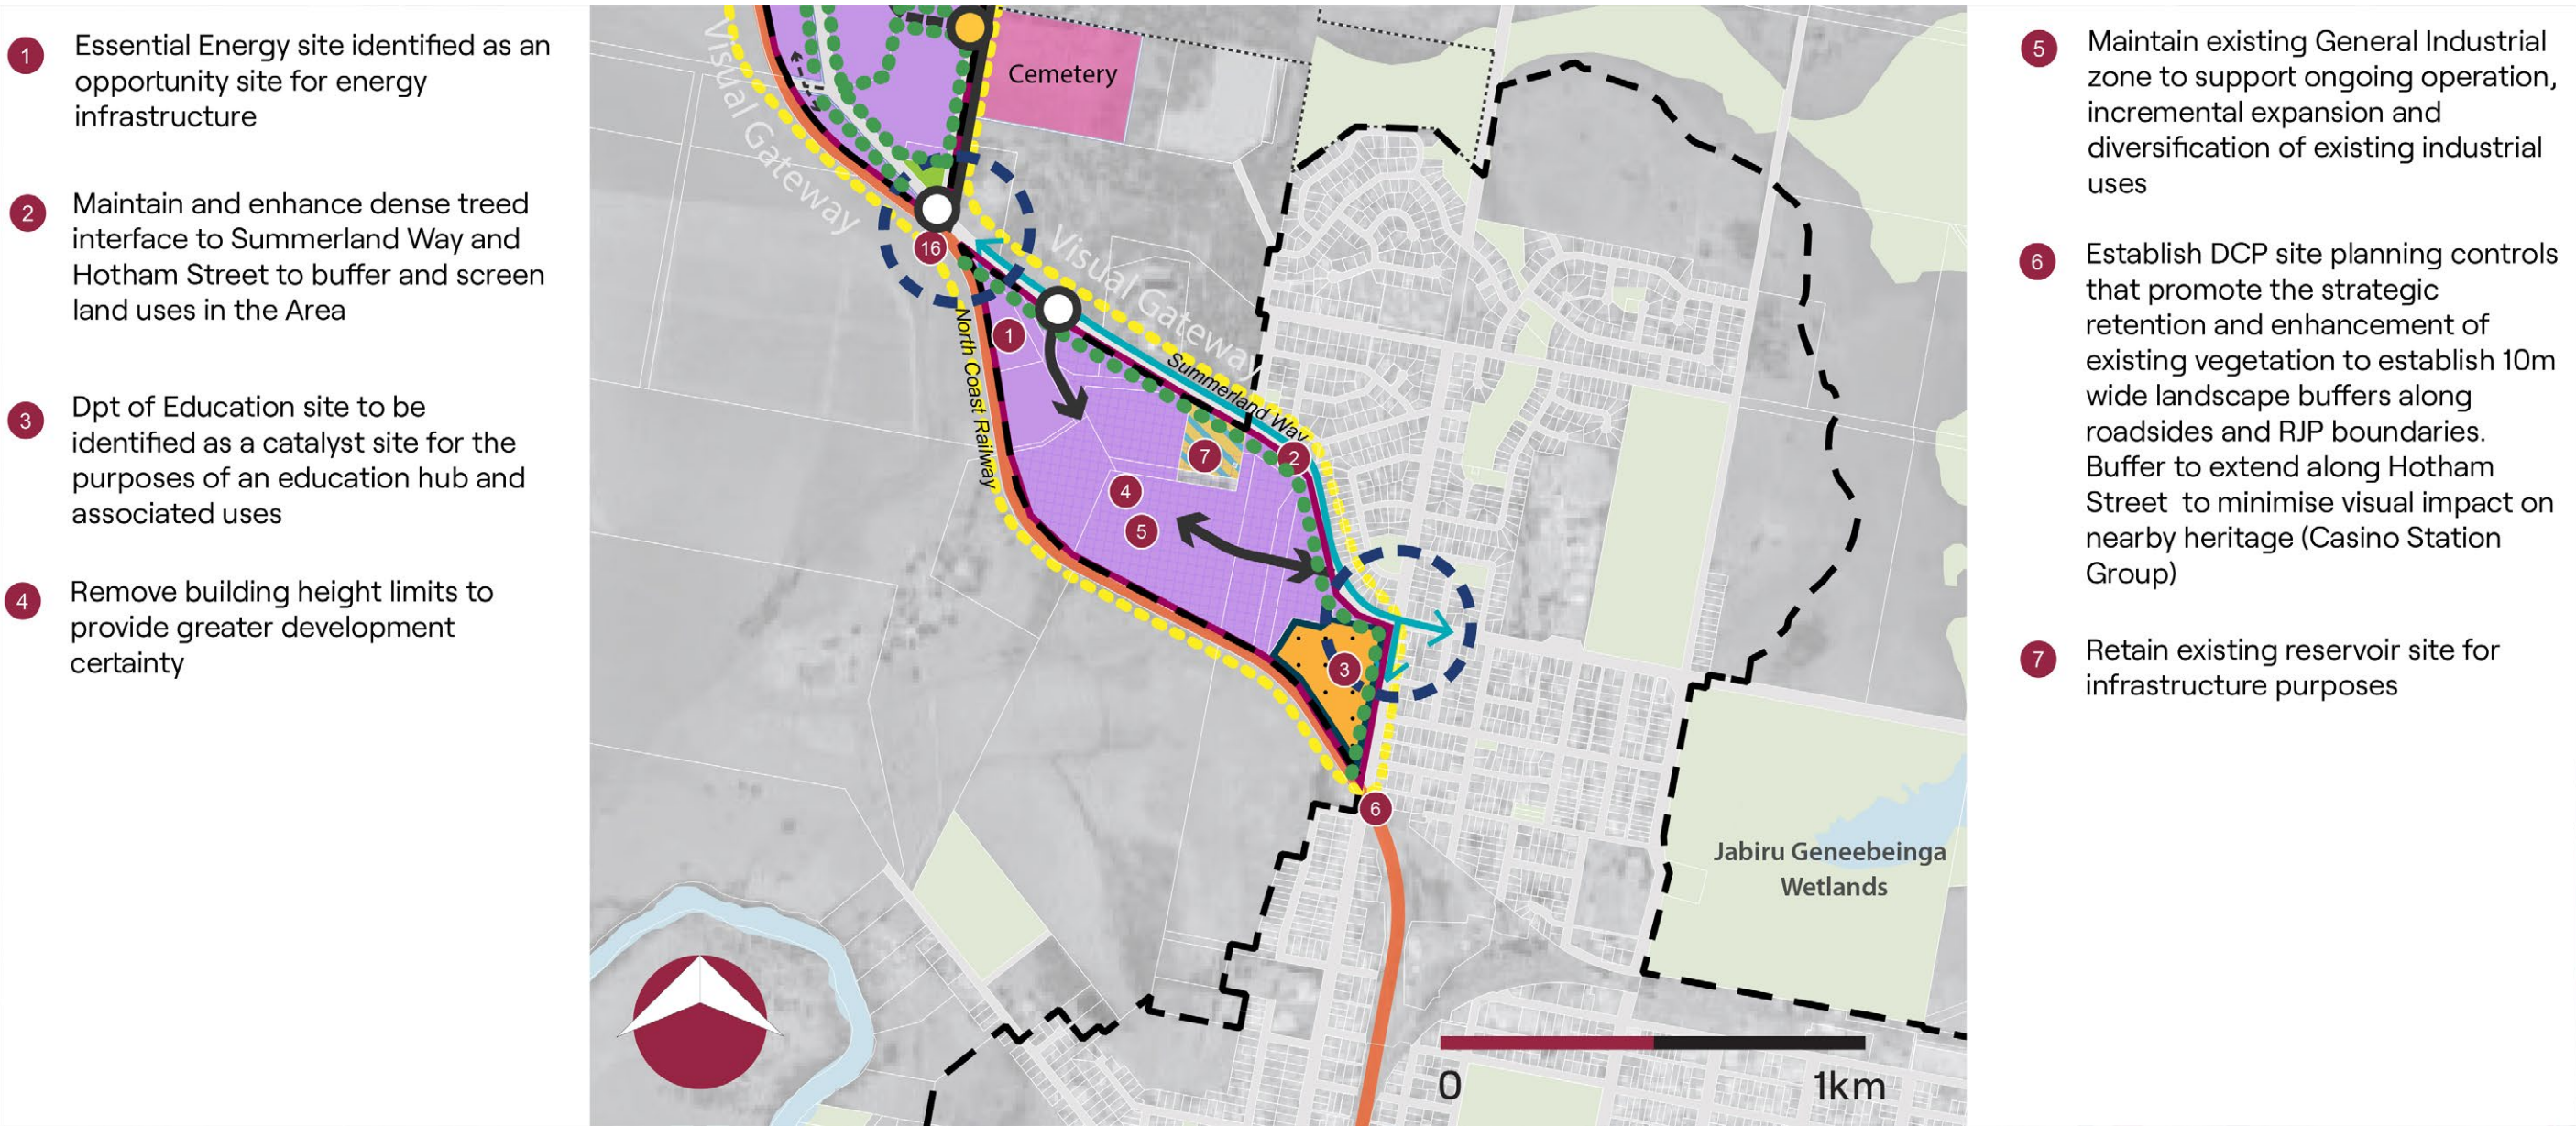 1
Essential Energy site identified as an
opportunity site for energy
infrastructure
2
Maintain and enhance dense treed
interface to Summerland Way and
Hotham Street to buffer and screen
land uses in the Area
3
Dpt of Education site to be
identified as a catalyst site for the
purposes of an education hub and
associated uses
4
Remove building height limits to
provide greater development
certainty
Visual Gateway
Cemetery
16
Visual Gateway
1
North Coast Railway
Summerland Way
7
2
4
5
3
6
Jabiru Geneebeinga
Wetlands
0
1km
5
Maintain existing General Industrial
zone to support ongoing operation,
incremental expansion and
diversification of existing industrial
uses
6
Establish DCP site planning controls
that promote the strategic
retention and enhancement of
existing vegetation to establish 10m
wide landscape buffers along
roadsides and RJP boundaries.
Buffer to extend along Hotham
Street to minimise visual impact on
nearby heritage (Casino Station
Group)
7
Retain existing reservoir site for
infrastructure purposes